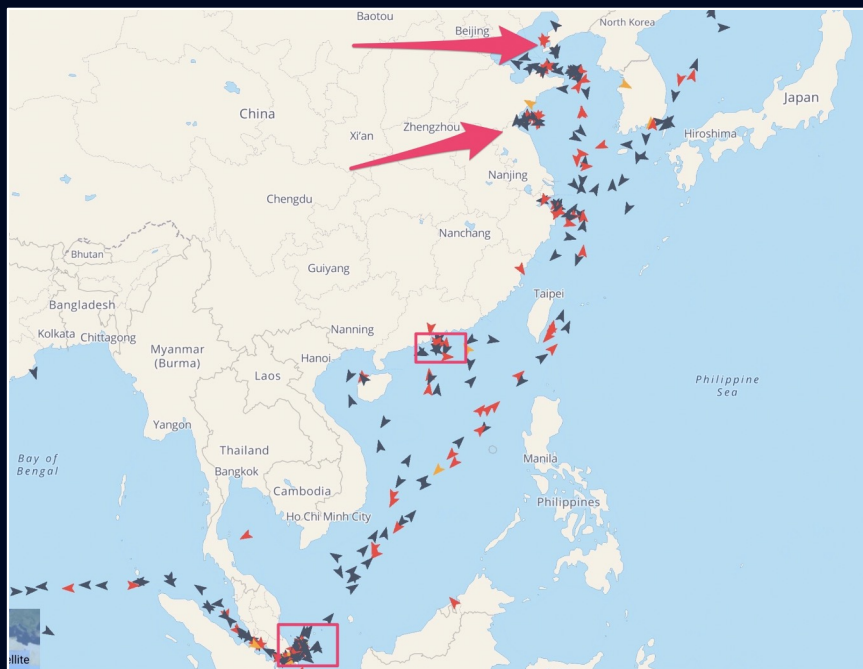 Baotou
Beijing
North Korea
China
Japan
Zhengzhou
Xi'an
Hiroshima
Nanjing
Chengdu
Nanchang
Bhutan
Guiyang
Taipei
Bangladesh
Kolkata
Chittagong
Nanning
Hanoi
Myanmar
(Burma)
Laos
Philippine
Sea
Yangon
Thailand
Bay of
Bengal
Bangkok
Manila
Cambodia
Ho Chi Minh City
Philippines
ellite